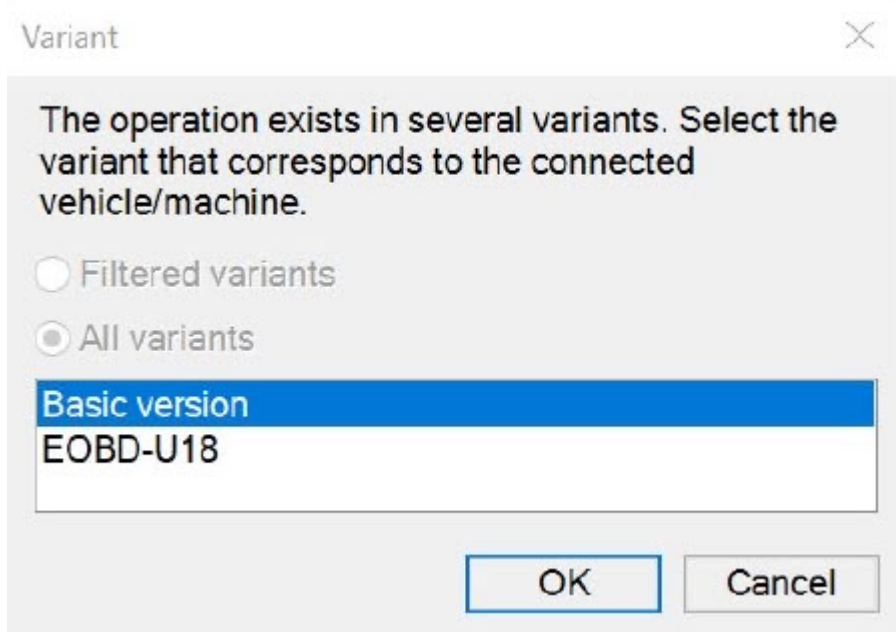 Variant
The operation exists in several variants. Select the
variant that corresponds to the connected
vehicle/machine.
Filtered variants
All variants
Basic version
EOBD-U18
OK
Cancel